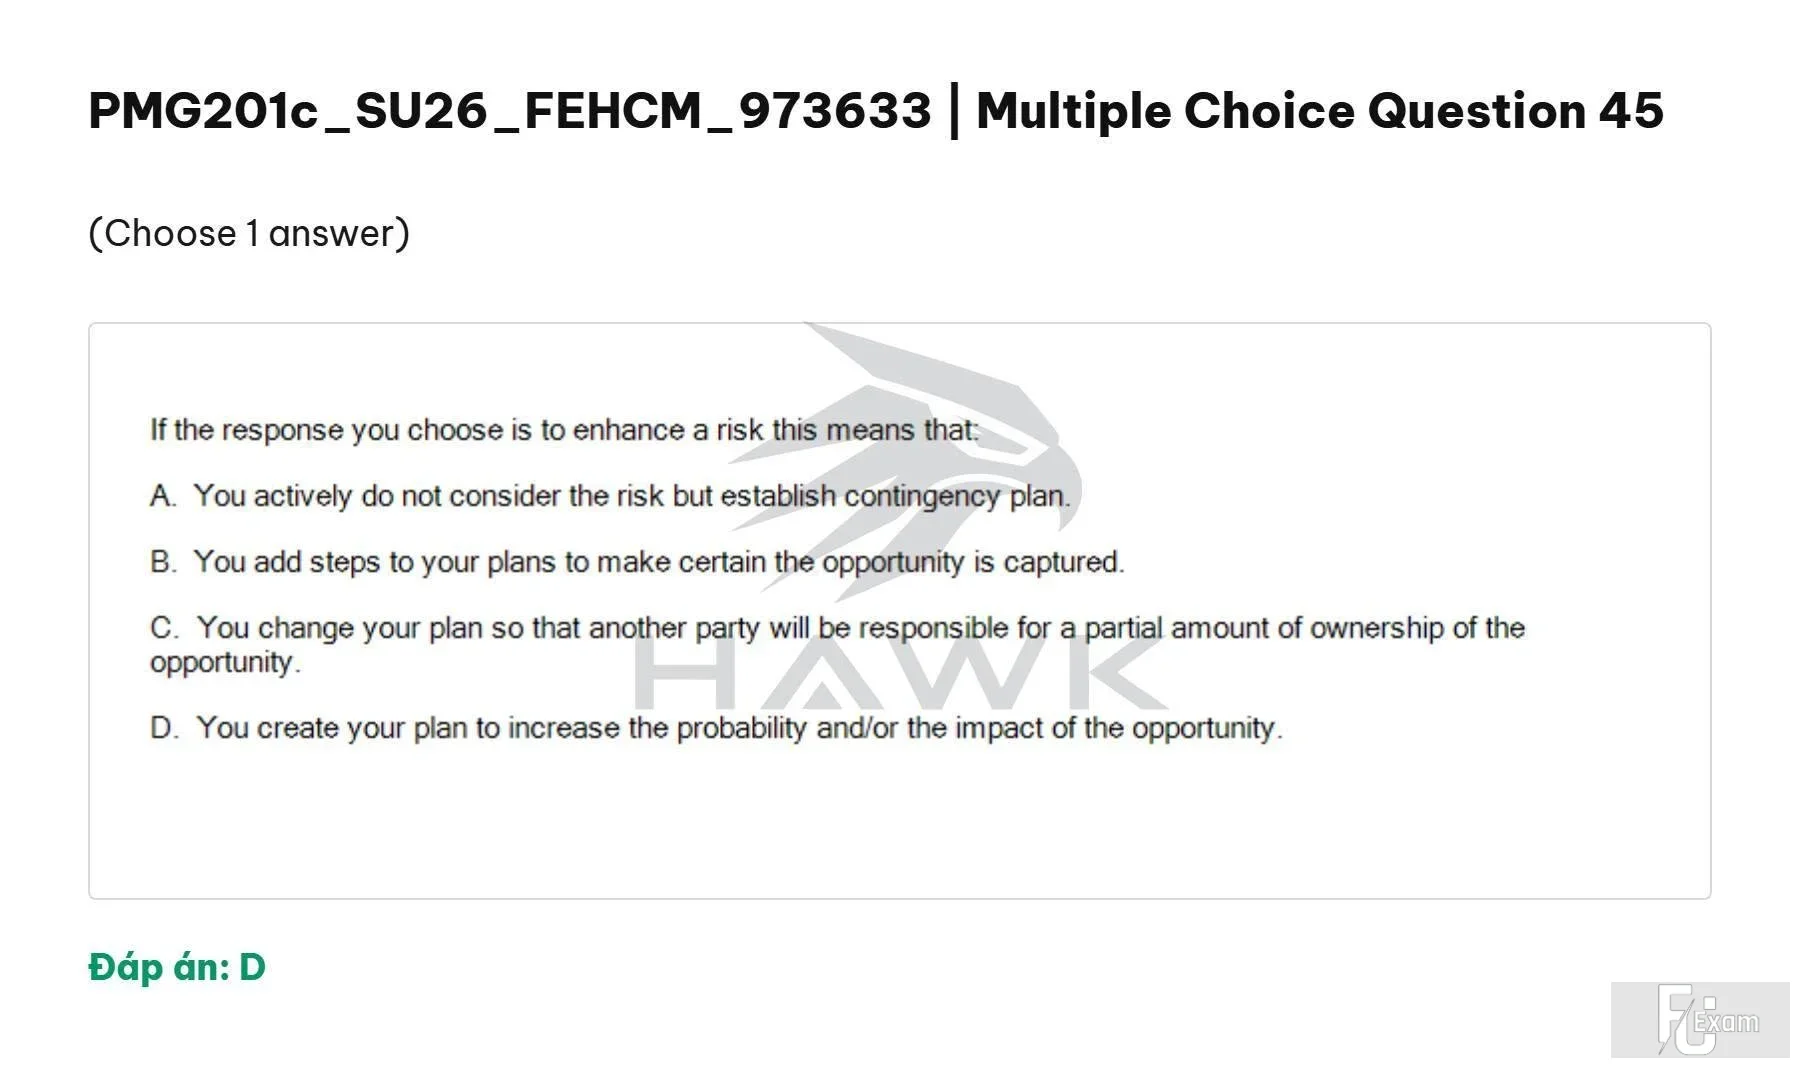 PMG201c_SU26_FEHCM_973633 | Multiple Choice Question 45
(Choose 1 answer)
If the response you choose is to enhance a risk this means that:
A. You actively do not consider the risk but establish contingency plan.
B. You add steps to your plans to make certain the opportunity is captured.
C. You change your plan so that another party will be responsible for a partial amount of ownership of the
opportunity.
HAWK
D. You create your plan to increase the probability and/or the impact of the opportunity.
Đáp án: D
FU Exam